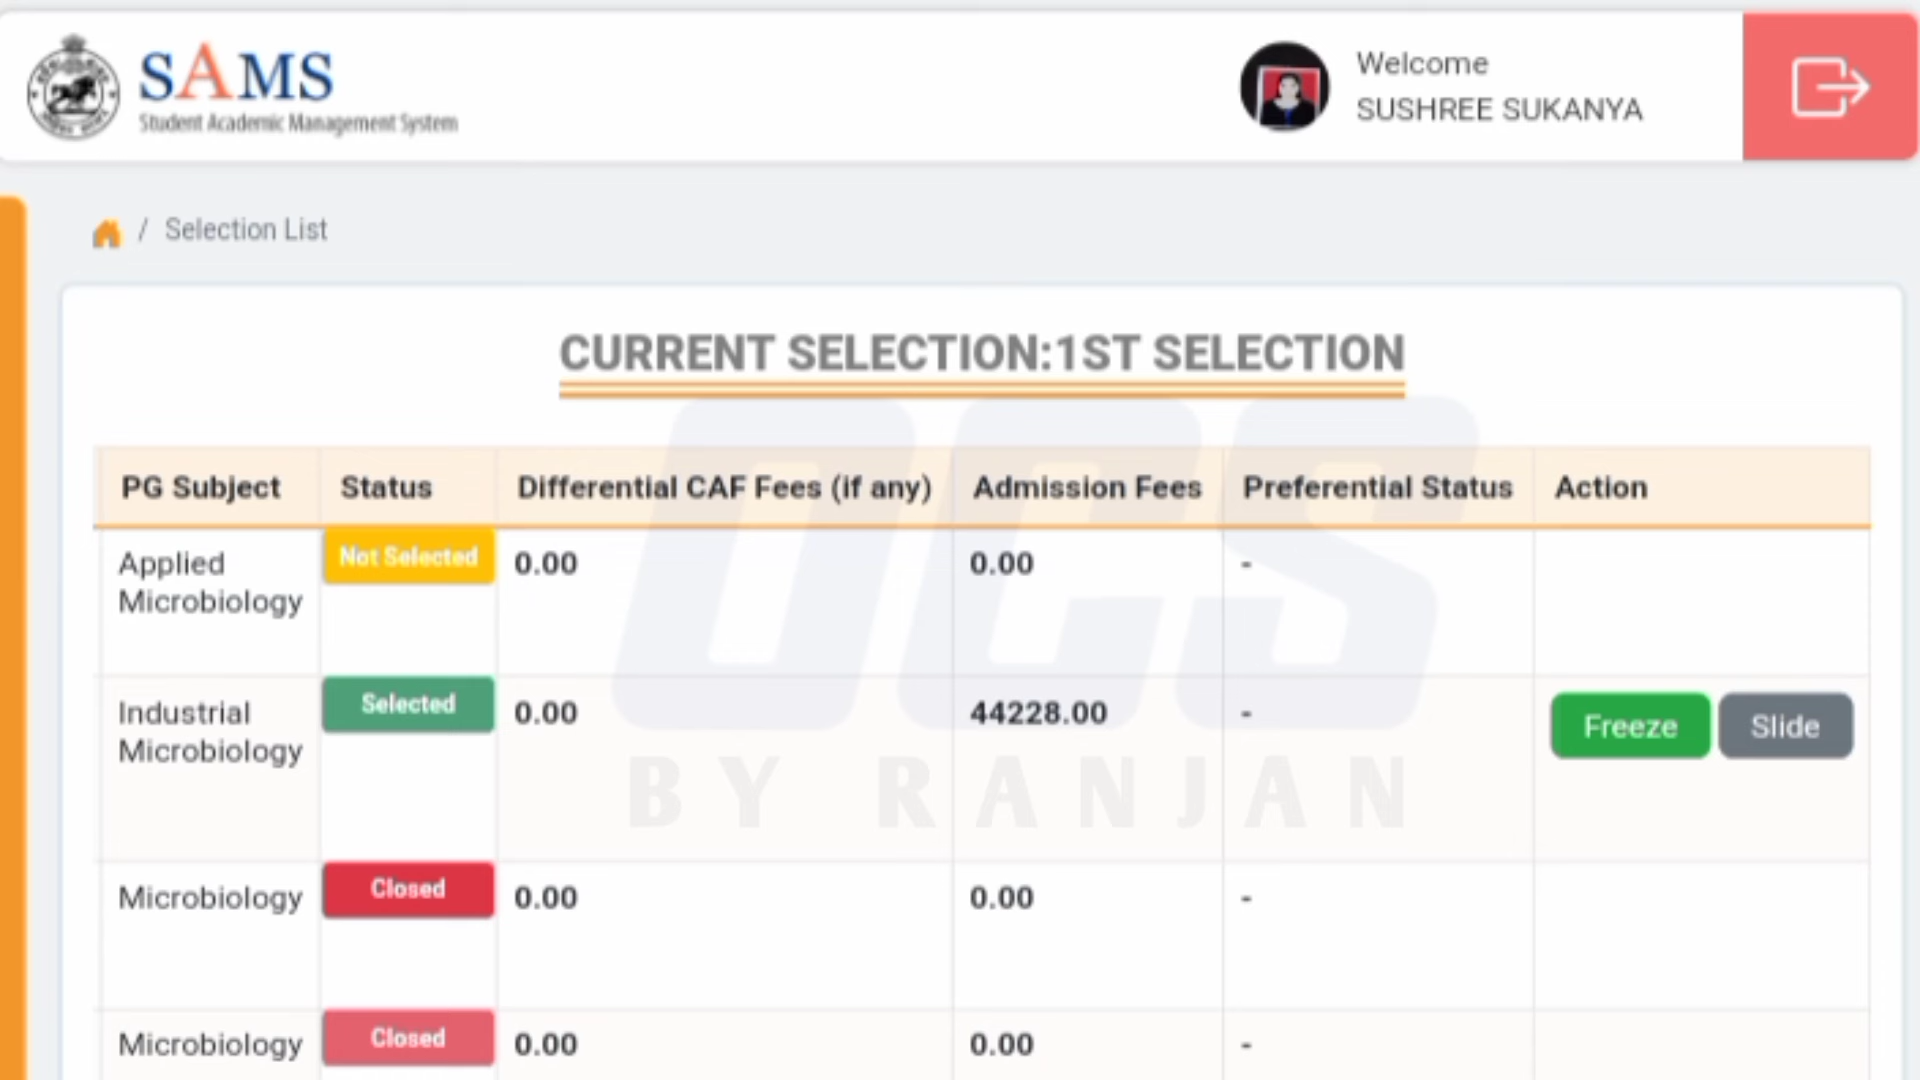 SAMS
Student Academic Management System
Welcome
SUSHREE SUKANYA
/ Selection List
CURRENT SELECTION:1ST SELECTION
PG Subject Status Differential CAF Fees (if any) Admission Fees Preferential Status Action
Applied Microbiology Not Selected 0.00 0.00 -
Industrial Microbiology Selected 0.00 44228.00 - Freeze Slide
Microbiology Closed 0.00 0.00 -
Microbiology Closed 0.00 0.00 -
OCS
BY RANJAN